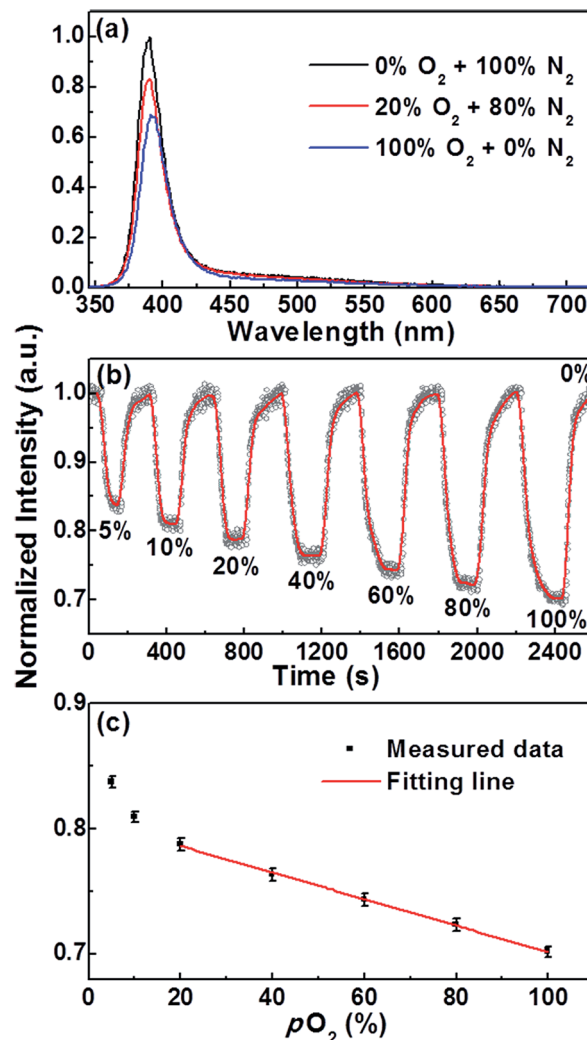 Normalized Intensity (a.u.)
(a)
1.0
0.8
0.6
0.4
0.2
0.0
0% O₂ + 100% N₂
20% O₂ + 80% N₂
100% O₂ + 0% N₂
345 400 450 500 550 600 650 700
Wavelength (nm)
(b)
0%
1.0
0.9
0.8
0.7
5%
10%
20%
40%
60%
80%
100%
0 400 800 1200 1600 2000 2400
Time (s)
(c)
0.9
0.8
0.7
Measured data
Fitting line
0 20 40 60 80 100
pO₂ (%)